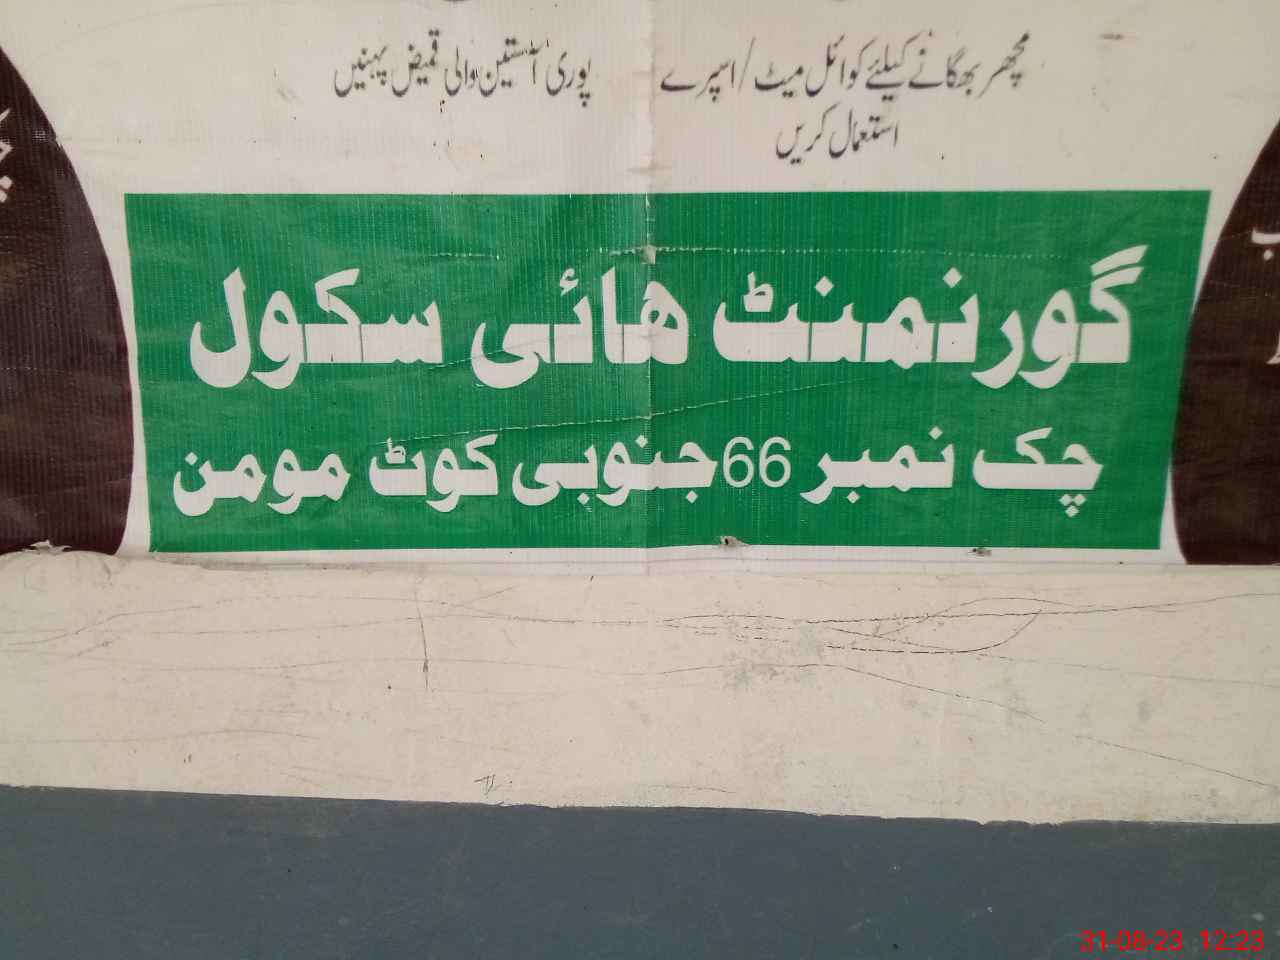 مچھر بھگانے کیلئے کوائل میٹ/اسپرے
استعمال کریں
پوری آستین والی قمیض پہنیں
گورنمنٹ ھائی سکول
چک نمبر 66 جنوبی کوٹ مومن
31-08-23 12:23